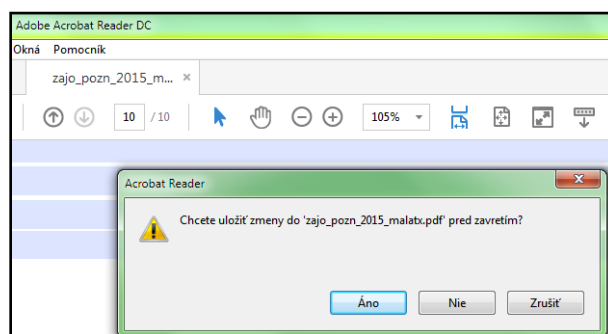 Adobe Acrobat Reader DC
Okná Pomocník
zajo_pozn_2015_m... ×
10 / 10 105%
Acrobat Reader
Chcete uložiť zmeny do 'zajo_pozn_2015_malatx.pdf' pred zavretím?
Áno Nie Zrušiť